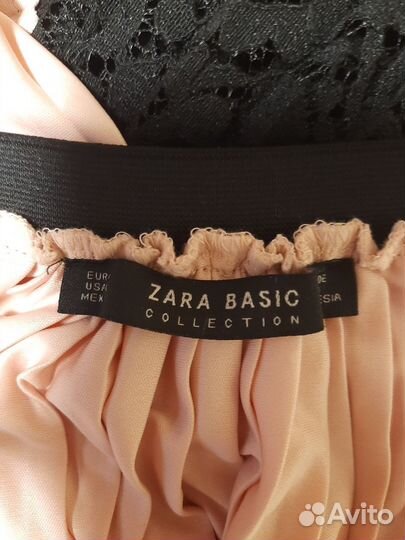 EUR
USA
MEX
ZARA BASIC
COLLECTION
Avito